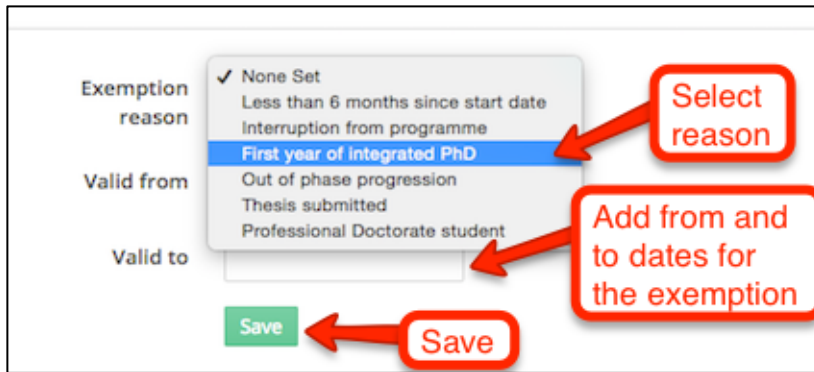 Exemption
reason
✓ None Set
Less than 6 months since start date
Interruption from programme
First year of integrated PhD
Out of phase progression
Thesis submitted
Professional Doctorate student
Select
reason
Valid from
Valid to
Add from and
to dates for
the exemption
Save
Save